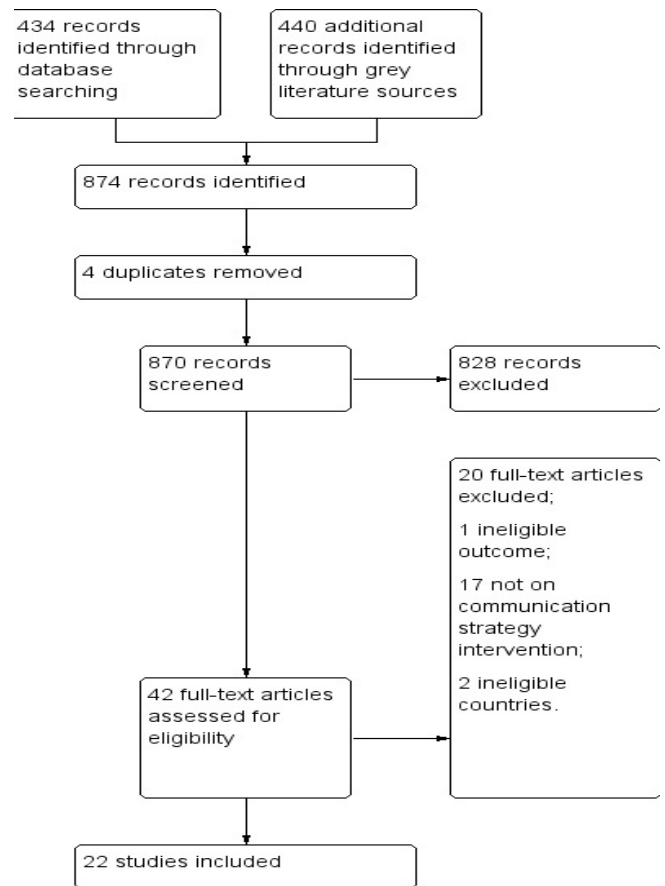 434 records
identified through
database
searching
440 additional
records identified
through grey
literature sources
874 records identified
4 duplicates removed
870 records
screened
828 records
excluded
20 full-text articles
excluded;
1 ineligible
outcome;
17 not on
communication
strategy
intervention;
2 ineligible
countries.
42 full-text articles
assessed for
eligibility
22 studies included